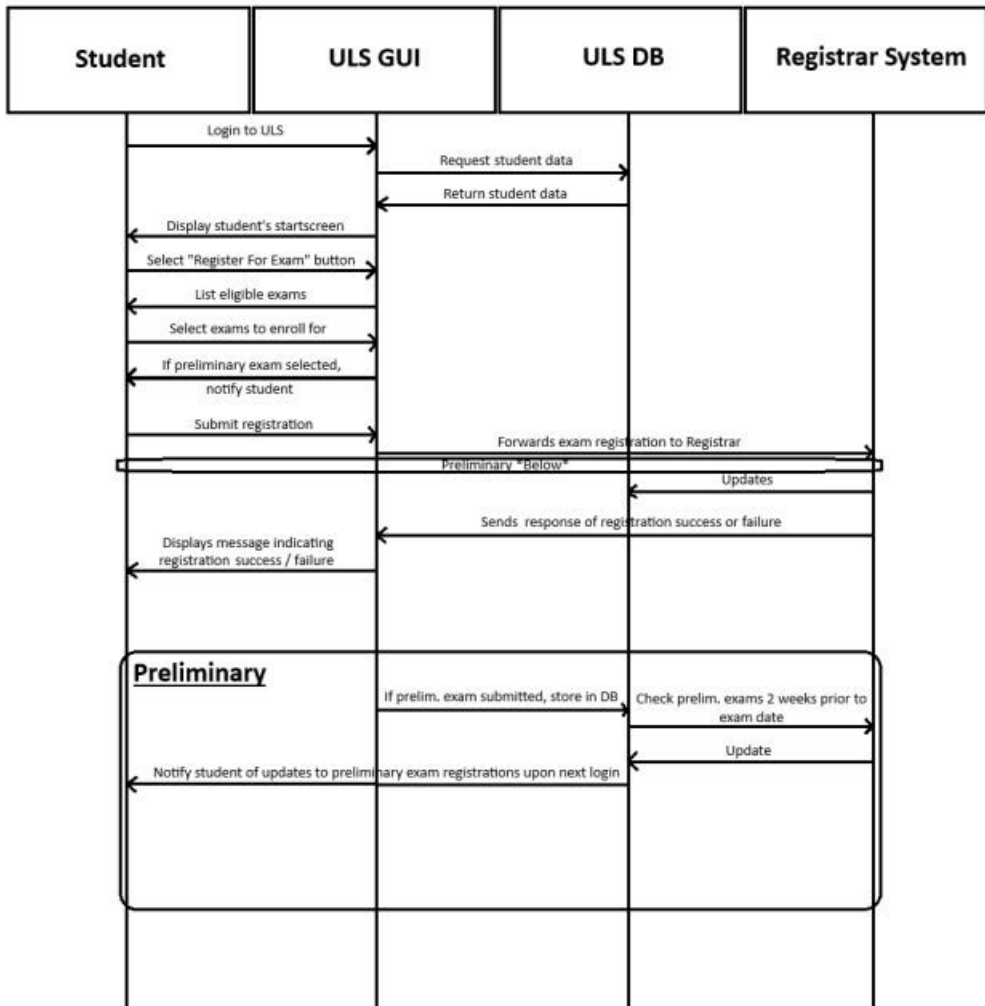 Student
ULS GUI
ULS DB
Registrar System
Login to ULS
Request student data
Return student data
Display student's startscreen
Select "Register For Exam" button
List eligible exams
Select exams to enroll for
If preliminary exam selected,
notify student
Submit registration
Forwards exam registration to Registrar
Preliminary *Below*
Updates
Sends response of registration success or failure
Displays message indicating
registration success / failure
Preliminary
If prelim. exam submitted, store in DB
Check prelim. exams 2 weeks prior to
exam date
Update
Notify student of updates to preliminary exam registrations upon next login